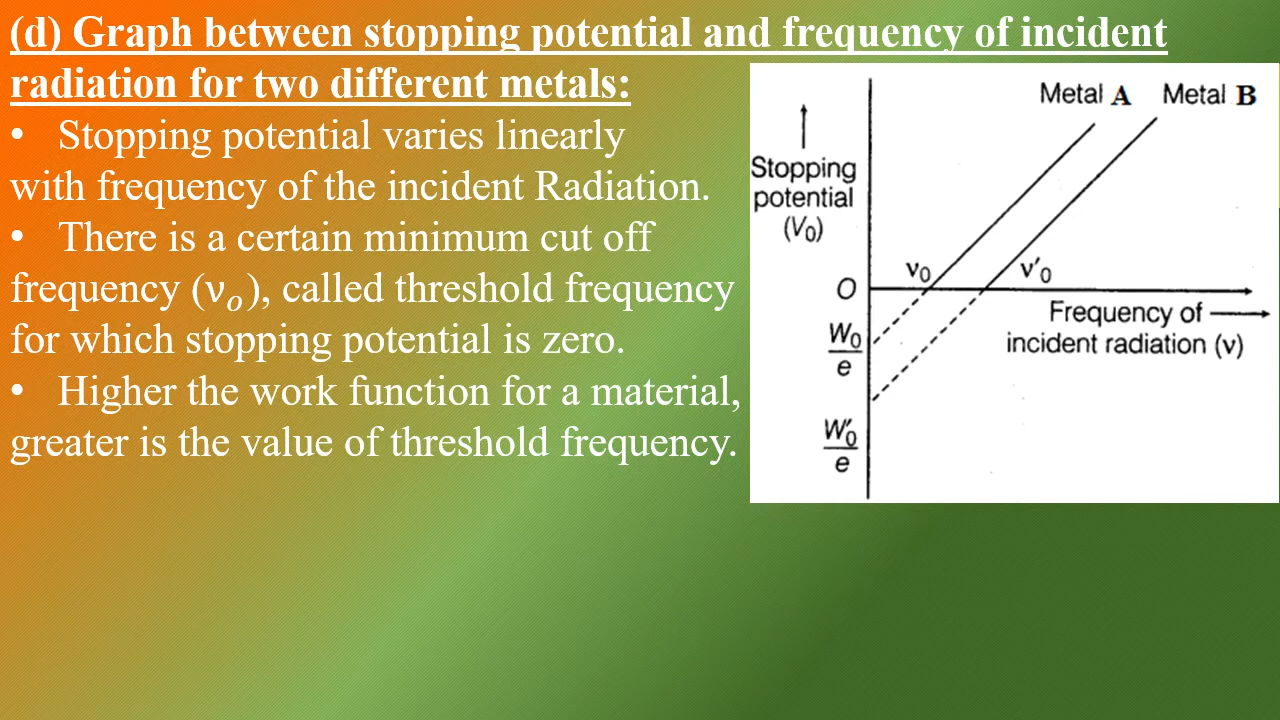 (d) Graph between stopping potential and frequency of incident
radiation for two different metals:
• Stopping potential varies linearly
with frequency of the incident Radiation.
• There is a certain minimum cut off
frequency (νₒ), called threshold frequency
for which stopping potential is zero.
• Higher the work function for a material,
greater is the value of threshold frequency.
Metal A Metal B
Stopping
potential
(V₀)
ν₀ ν′₀
O
Frequency of
incident radiation (ν)
W₀
e
W′₀
e